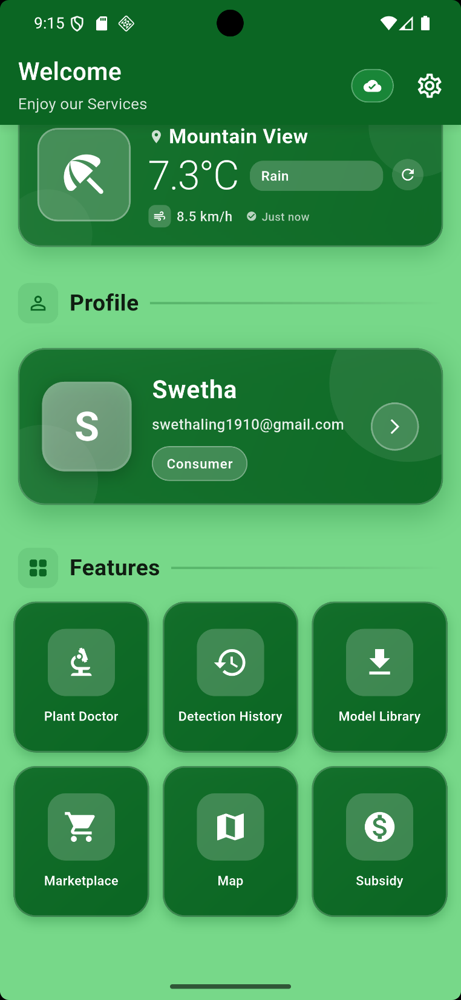 9:15
Welcome
Enjoy our Services
Mountain View
7.3°C
Rain
8.5 km/h
Just now
Profile
S
Swetha
swethaling1910@gmail.com
Consumer
Features
Plant Doctor
Detection History
Model Library
Marketplace
Map
Subsidy